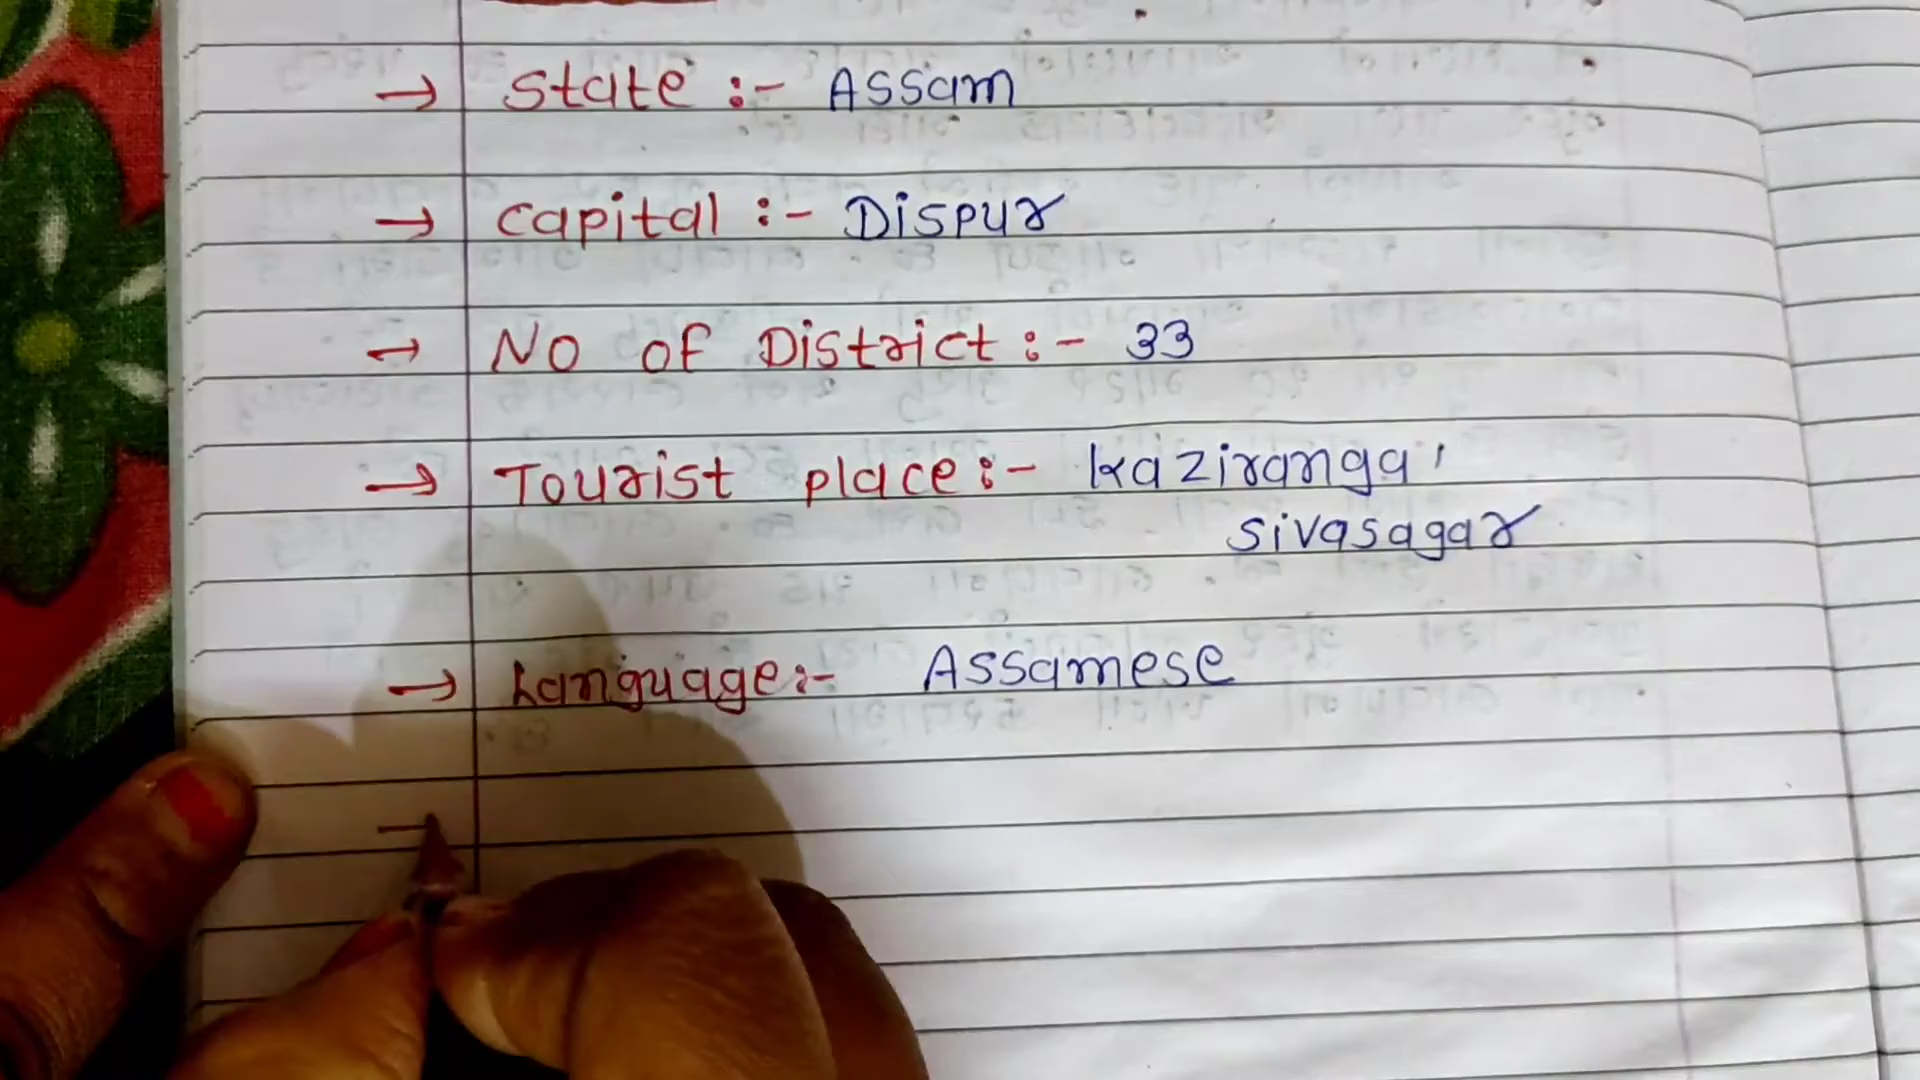 → State :- Assam
→ Capital :- Dispur
→ No of District :- 33
→ Tourist place :- Kaziranga,
Sivasagar
→ Language :- Assamese